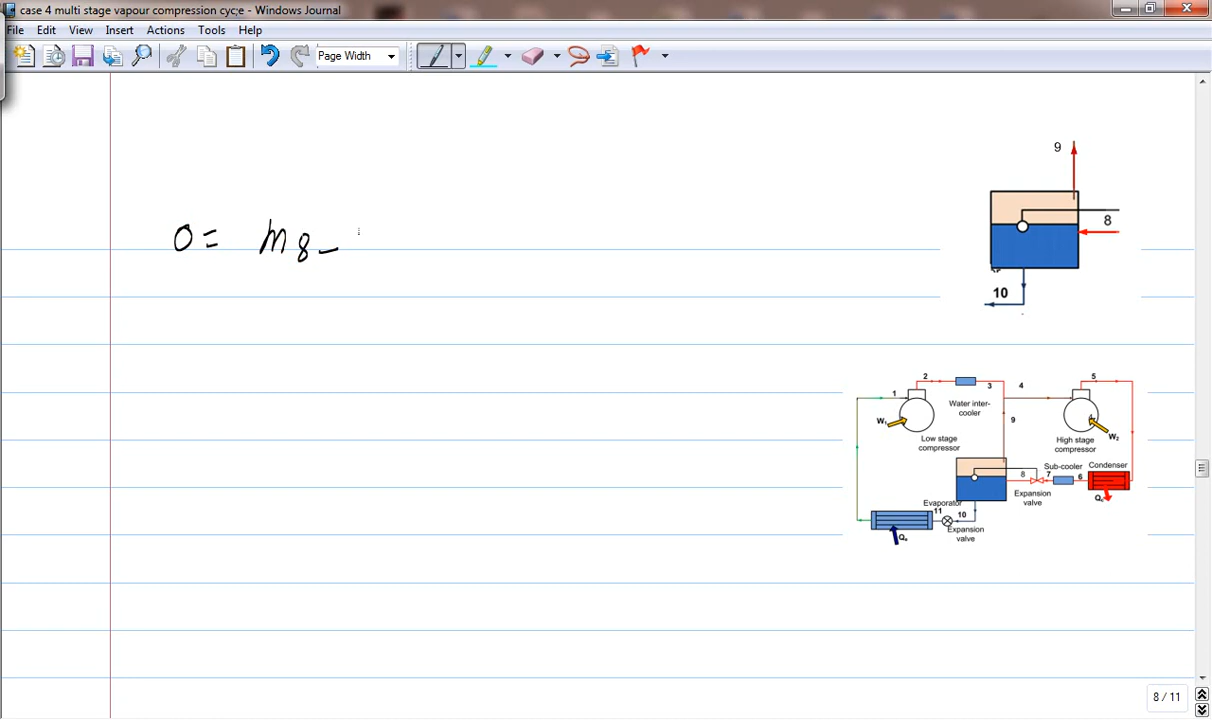 case 4 multi stage vapour compression cyc;e - Windows Journal
File Edit View Insert Actions Tools Help
Page Width
0 = m8 –
9
8
10
1
2
3
4
5
Water inter-
cooler
9
W₁
W₂
Low stage
compressor
High stage
compressor
Sub-cooler
Condenser
8
7
6
Expansion
valve
Evaporator
11
10
Expansion
valve
8 / 11